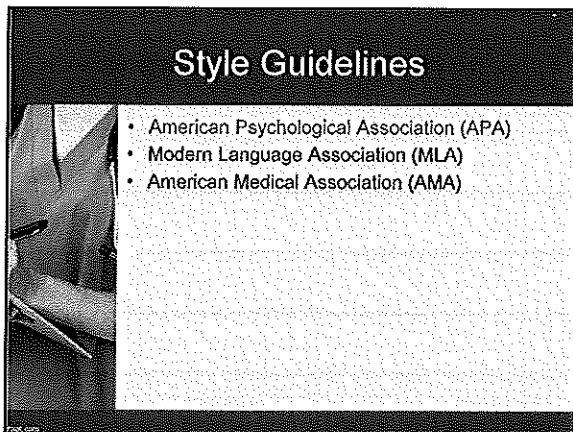 Style Guidelines
• American Psychological Association (APA)
• Modern Language Association (MLA)
• American Medical Association (AMA)